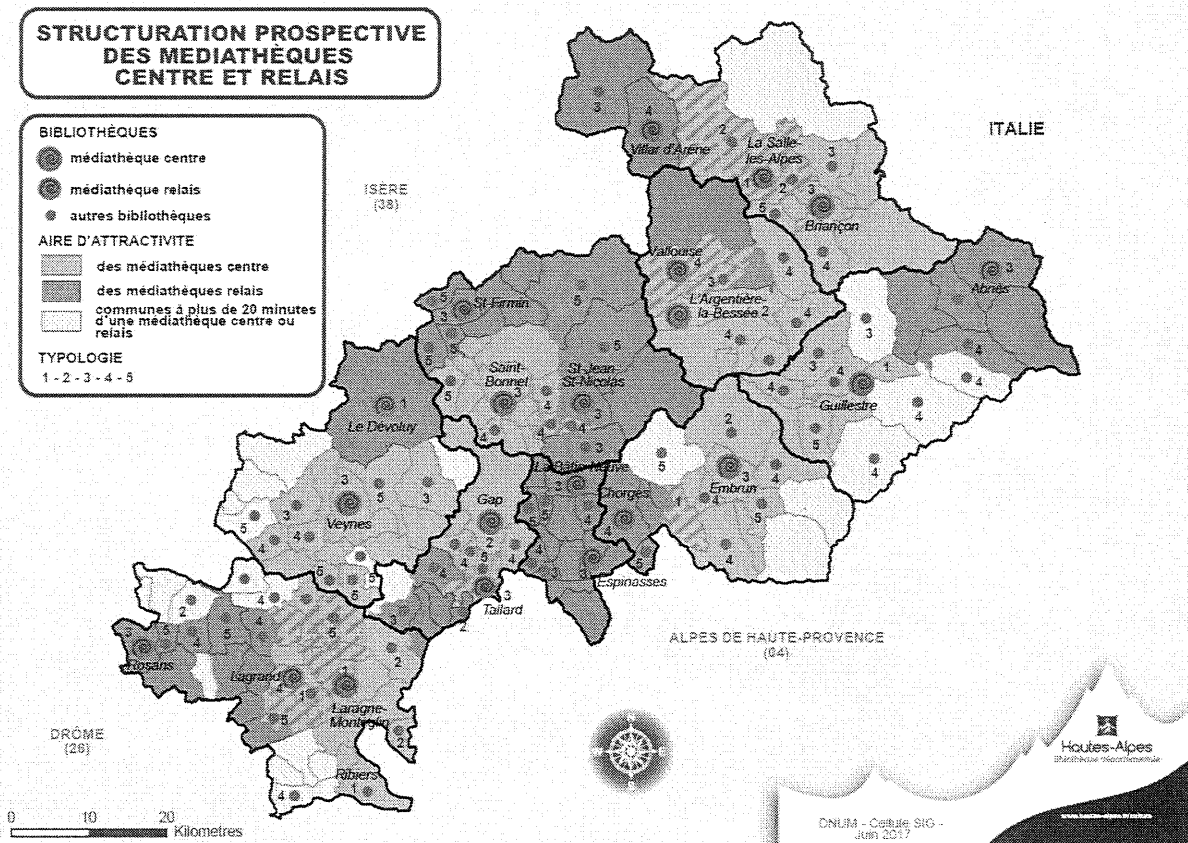 STRUCTURATION PROSPECTIVE
DES MEDIATHÈQUES
CENTRE ET RELAIS
BIBLIOTHÈQUES
médiathèque centre
médiathèque relais
autres bibliothèques
AIRE D'ATTRACTIVITE
des médiathèques centre
des médiathèques relais
communes à plus de 20 minutes
d'une médiathèque centre ou
relais
TYPOLOGIE
1 - 2 - 3 - 4 - 5
ITALIE
ISÈRE
(38)
Villar d'Arène
La Salle-
les-Alpes
Briançon
Vallouise
L'Argentière-
la-Bessée
Abriès
Guillestre
St-Firmin
Saint-
Bonnet
St-Jean-
St-Nicolas
Le Dévoluy
La Bâtie-Neuve
Chorges
Embrun
Gap
Veynes
Espinasses
Tallard
Rosans
Lagrand
Laragne-
Montéglin
Ribiers
ALPES DE HAUTE-PROVENCE
(04)
DRÔME
(26)
0 10 20
Kilometres
Hautes-Alpes
DNUM - Cellule SIG -
Juin 2017